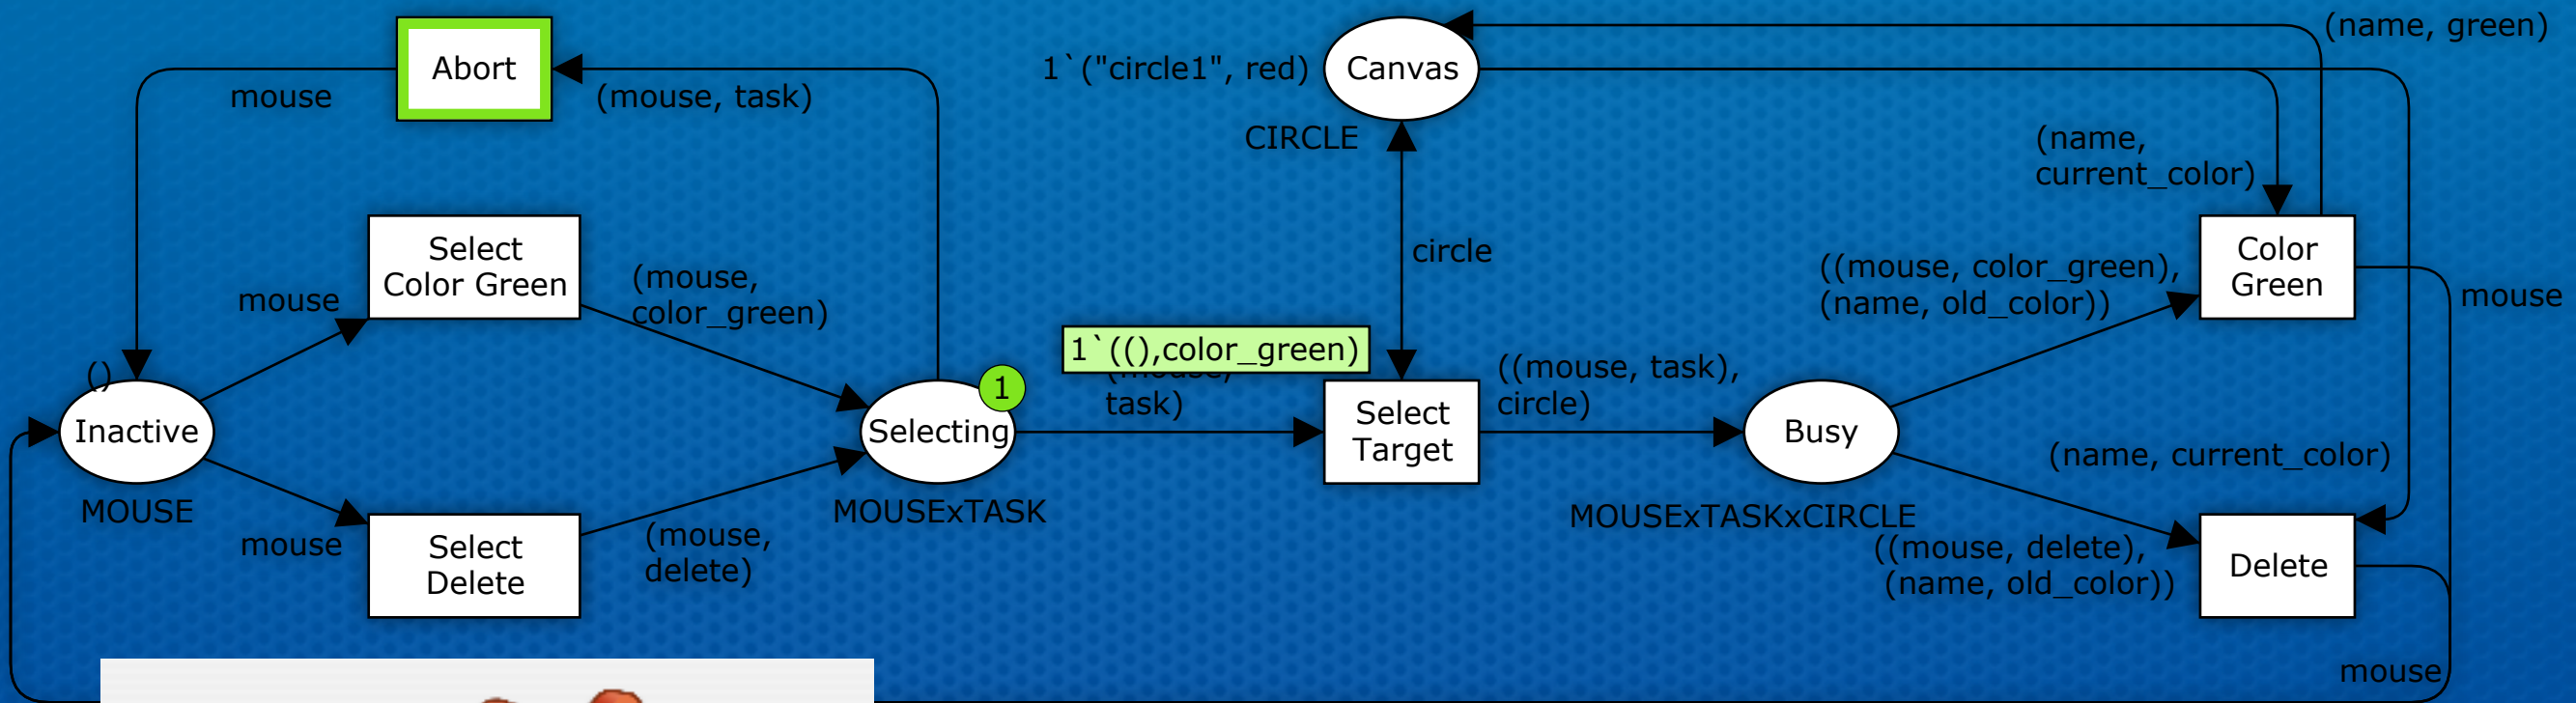 (name, green)
Abort
1`("circle1", red)
Canvas
mouse
(mouse, task)
CIRCLE
(name,
current_color)
Select
Color Green
(mouse,
color_green)
mouse
circle
((mouse, color_green),
(name, old_color))
Color
Green
mouse
1`((),color_green)
(mouse,
task)
()
Inactive
MOUSE
1
Selecting
MOUSExTASK
Select
Target
((mouse, task),
circle)
Busy
MOUSExTASKxCIRCLE
(name, current_color)
mouse
Select
Delete
(mouse,
delete)
((mouse, delete),
(name, old_color))
Delete
mouse